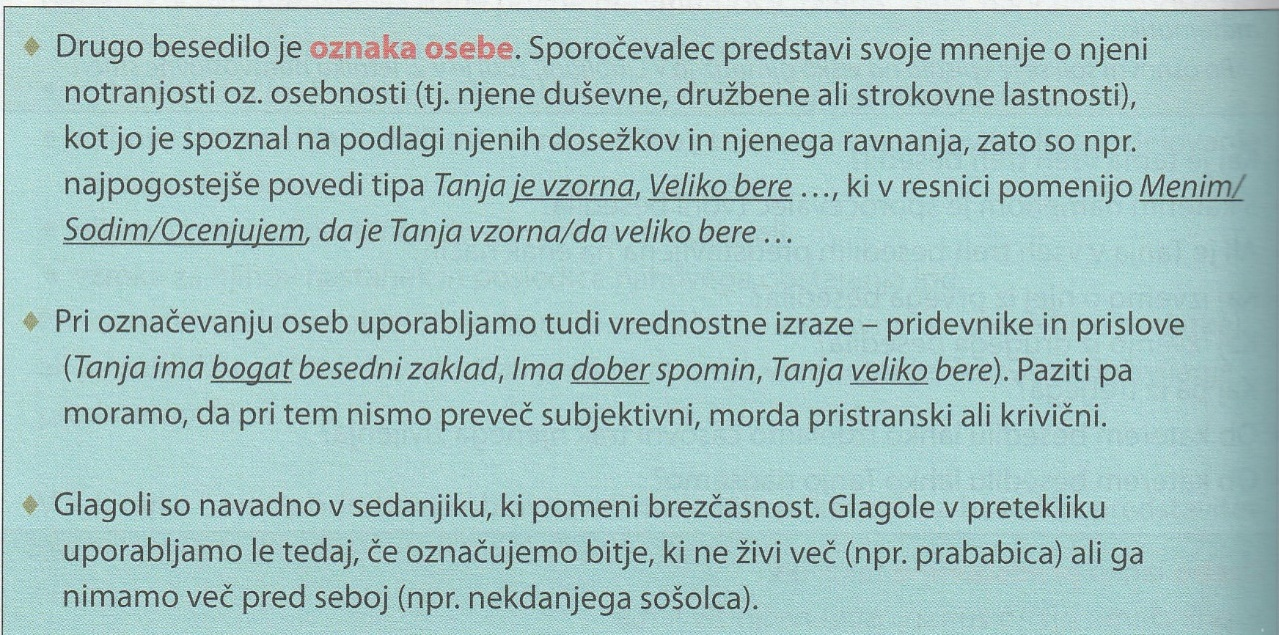 ♦ Drugo besedilo je oznaka osebe. Sporočevalec predstavi svoje mnenje o njeni
notranjosti oz. osebnosti (tj. njene duševne, družbene ali strokovne lastnosti),
kot jo je spoznal na podlagi njenih dosežkov in njenega ravnanja, zato so npr.
najpogostejše povedi tipa Tanja je vzorna, Veliko bere …, ki v resnici pomenijo Menim/
Sodim/Ocenjujem, da je Tanja vzorna/da veliko bere …
♦ Pri označevanju oseb uporabljamo tudi vrednostne izraze – pridevnike in prislove
(Tanja ima bogat besedni zaklad, Ima dober spomin, Tanja veliko bere). Paziti pa
moramo, da pri tem nismo preveč subjektivni, morda pristranski ali krivični.
♦ Glagoli so navadno v sedanjiku, ki pomeni brezčasnost. Glagole v pretekliku
uporabljamo le tedaj, če označujemo bitje, ki ne živi več (npr. prababica) ali ga
nimamo več pred seboj (npr. nekdanjega sošolca).